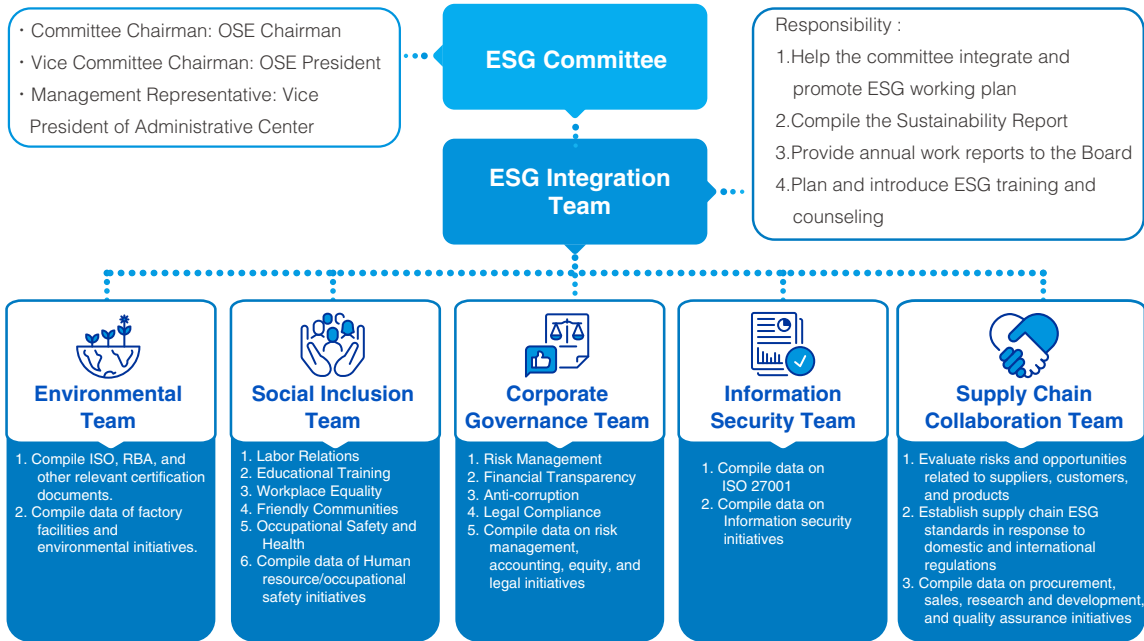 ・Committee Chairman: OSE Chairman
・Vice Committee Chairman: OSE President
・Management Representative: Vice
President of Administrative Center
ESG Committee
Responsibility :
1.Help the committee integrate and
promote ESG working plan
2.Compile the Sustainability Report
3.Provide annual work reports to the Board
4.Plan and introduce ESG training and
counseling
ESG Integration
Team
Environmental
Team
1. Compile ISO, RBA, and
other relevant certification
documents.
2. Compile data of factory
facilities and
environmental initiatives.
Social Inclusion
Team
1. Labor Relations
2. Educational Training
3. Workplace Equality
4. Friendly Communities
5. Occupational Safety and
Health
6. Compile data of Human
resource/occupational
safety initiatives
Corporate
Governance Team
1. Risk Management
2. Financial Transparency
3. Anti-corruption
4. Legal Compliance
5. Compile data on risk
management,
accounting, equity, and
legal initiatives
Information
Security Team
1. Compile data on
ISO 27001
2. Compile data on
Information security
initiatives
Supply Chain
Collaboration Team
1. Evaluate risks and opportunities
related to suppliers, customers,
and products
2. Establish supply chain ESG
standards in response to
domestic and international
regulations
3. Compile data on procurement,
sales, research and development,
and quality assurance initiatives